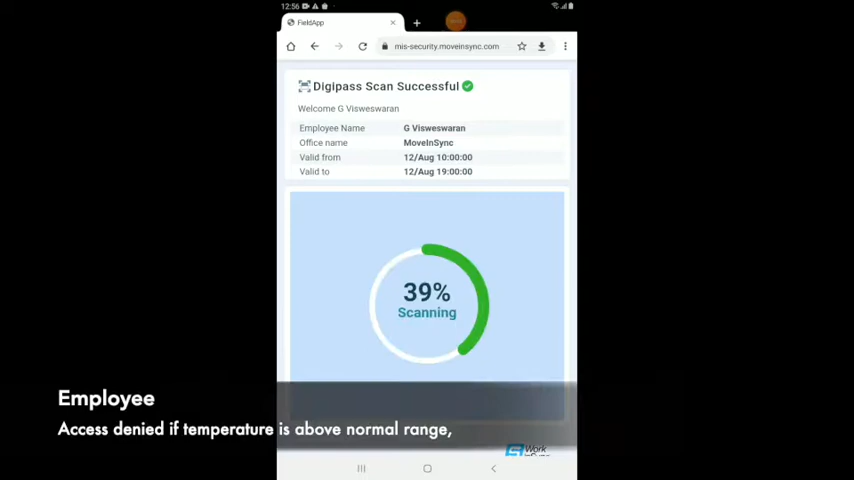 12:56
FieldApp
mis-security.moveinsync.com
Digipass Scan Successful
Welcome G Visweswaran
Employee Name G Visweswaran
Office name MoveInSync
Valid from 12/Aug 10:00:00
Valid to 12/Aug 19:00:00
39%
Scanning
Employee
Access denied if temperature is above normal range,
Work
InSync